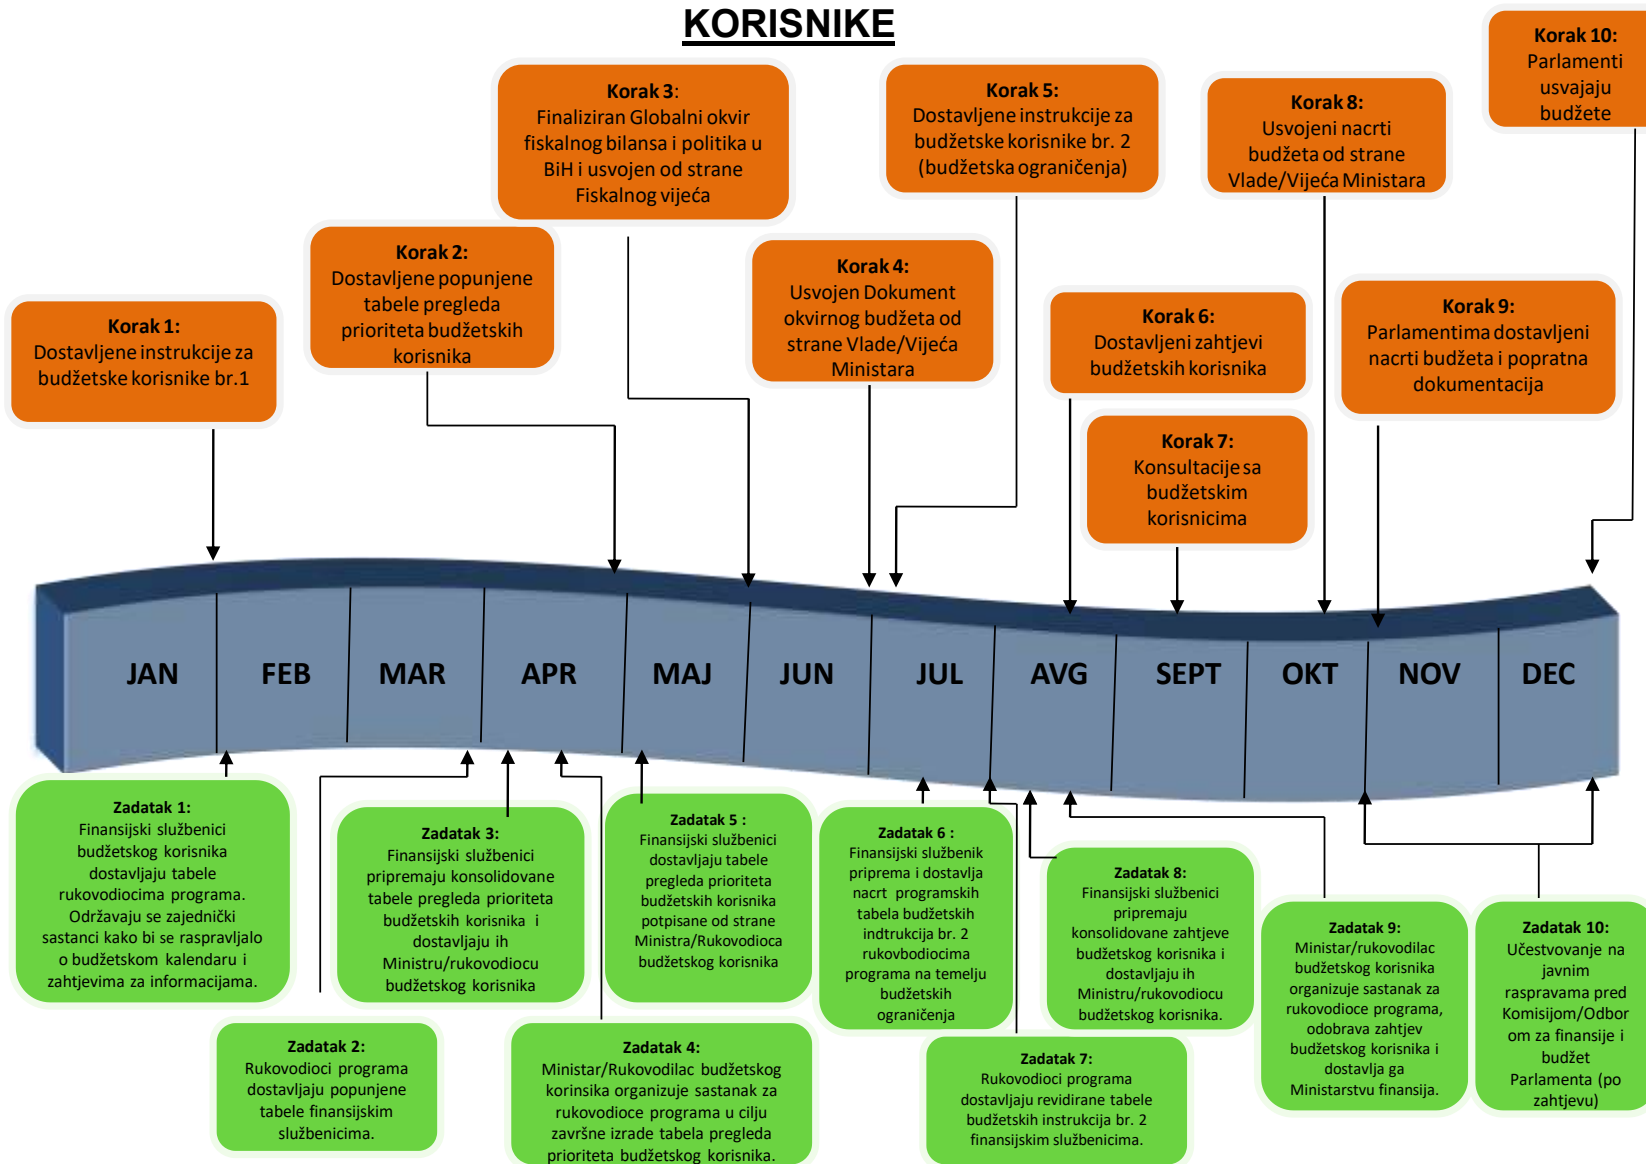 KORISNIKE
Korak 1:
Dostavljene instrukcije za
budžetske korisnike br.1
Korak 2:
Dostavljene popunjene
tabele pregleda
prioriteta budžetskih
korisnika
Korak 3:
Finaliziran Globalni okvir
fiskalnog bilansa i politika u
BiH i usvojen od strane
Fiskalnog vijeća
Korak 4:
Usvojen Dokument
okvirnog budžeta od
strane Vlade/Vijeća
Ministara
Korak 5:
Dostavljene instrukcije za
budžetske korisnike br. 2
(budžetska ograničenja)
Korak 6:
Dostavljeni zahtjevi
budžetskih korisnika
Korak 7:
Konsultacije sa
budžetskim
korisnicima
Korak 8:
Usvojeni nacrti
budžeta od strane
Vlade/Vijeća Ministara
Korak 9:
Parlamentima dostavljeni
nacrti budžeta i popratna
dokumentacija
Korak 10:
Parlamenti
usvajaju
budžete
JAN FEB MAR APR MAJ JUN JUL AVG SEPT OKT NOV DEC
Zadatak 1:
Finansijski službenici
budžetskog korisnika
dostavljaju tabele
rukovodiocima programa.
Održavaju se zajednički
sastanci kako bi se raspravljalo
o budžetskom kalendaru i
zahtjevima za informacijama.
Zadatak 2:
Rukovodioci programa
dostavljaju popunjene
tabele finansijskim
službenicima.
Zadatak 3:
Finansijski službenici
pripremaju konsolidovane
tabele pregleda prioriteta
budžetskih korisnika i
dostavljaju ih
Ministru/rukovodiocu
budžetskog korisnika
Zadatak 4:
Ministar/Rukovodilac budžetskog
korinsika organizuje sastanak za
rukovodioce programa u cilju
završne izrade tabela pregleda
prioriteta budžetskog korisnika.
Zadatak 5 :
Finansijski službenici
dostavljaju tabele
pregleda prioriteta
budžetskih korisnika
potpisane od strane
Ministra/Rukovodioca
budžetskog korisnika
Zadatak 6 :
Finansijski službenik
priprema i dostavlja
nacrt programskih
tabela budžetskih
indtrukcija br. 2
rukovbodiocima
programa na temelju
budžetskih
ograničenja
Zadatak 7:
Rukovodioci programa
dostavljaju revidirane tabele
budžetskih instrukcija br. 2
finansijskim službenicima.
Zadatak 8:
Finansijski službenici
pripremaju
konsolidovane zahtjeve
budžetskog korisnika i
dostavljaju ih
Ministru/rukovodiocu
budžetskog korisnika.
Zadatak 9:
Ministar/rukovodilac
budžetskog korisnika
organizuje sastanak za
rukovodioce programa,
odobrava zahtjev
budžetskog korisnika i
dostavlja ga
Ministarstvu finansija.
Zadatak 10:
Učestvovanje na
javnim
raspravama pred
Komisijom/Odbor
om za finansije i
budžet
Parlamenta (po
zahtjevu)